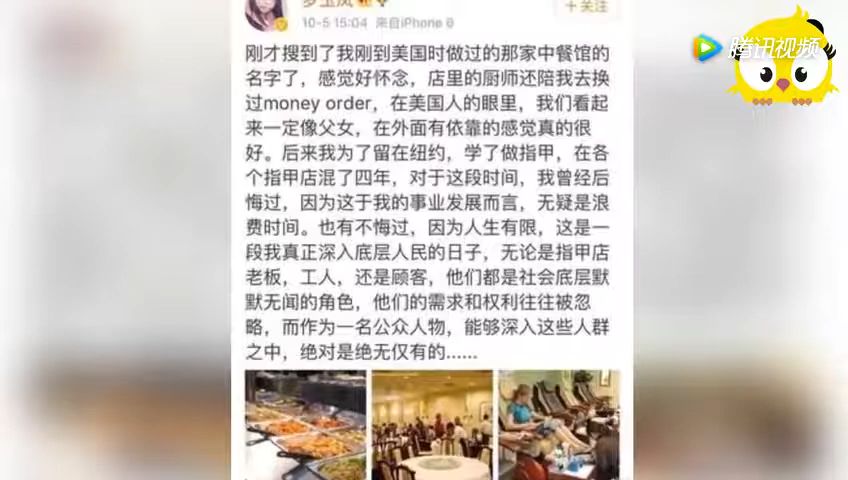 罗玉凤
10-5 15:04 来自iPhone 6
+关注
腾讯视频
刚才搜到了我刚到美国时做过的那家中餐馆的
名字了，感觉好怀念，店里的厨师还陪我去换
过money order，在美国人的眼里，我们看起
来一定像父女，在外面有依靠的感觉真的很
好。后来我为了留在纽约，学了做指甲，在各
个指甲店混了四年，对于这段时间，我曾经后
悔过，因为这于我的事业发展而言，无疑是浪
费时间。也有不悔过，因为人生有限，这是一
段我真正深入底层人民的日子，无论是指甲店
老板，工人，还是顾客，他们都是社会底层默
默无闻的角色，他们的需求和权利往往被忽
略，而作为一名公众人物，能够深入这些人群
之中，绝对是绝无仅有的......